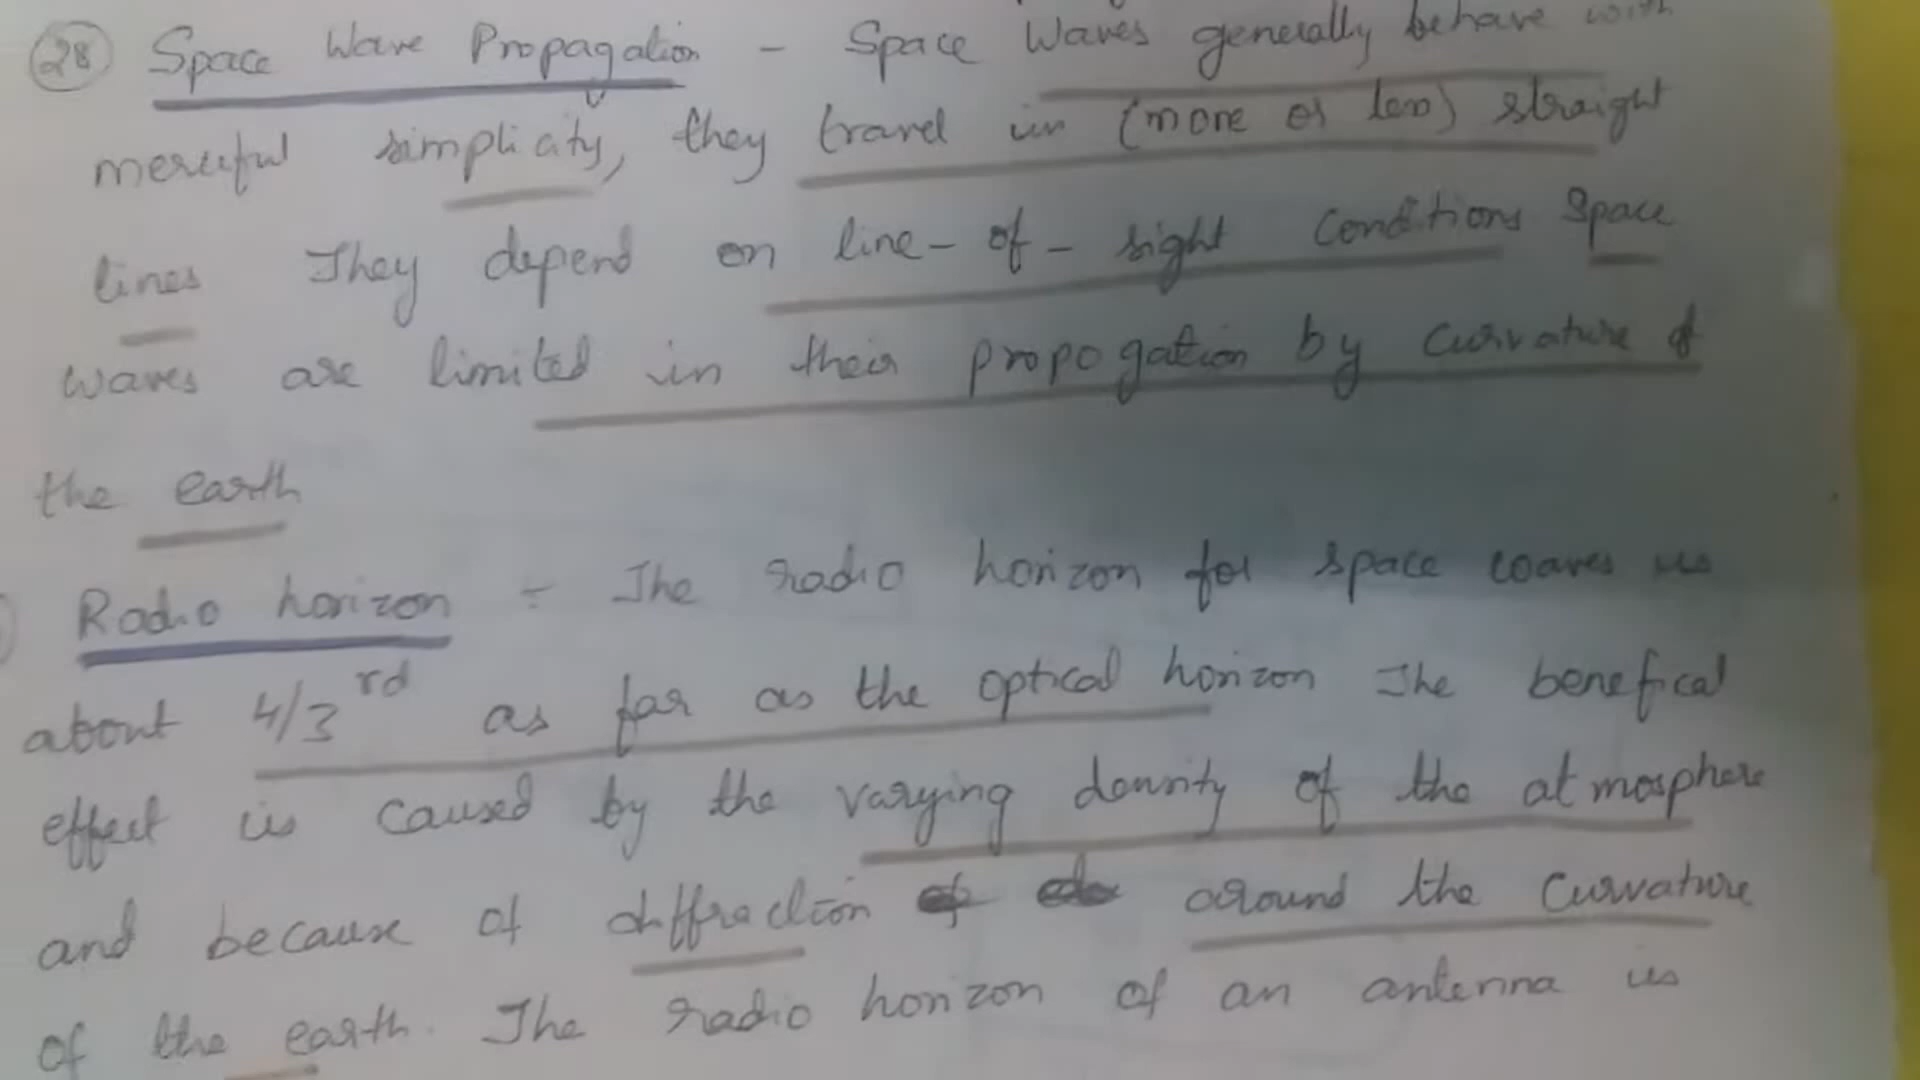 28 Space Wave Propagation - Space Waves generally behave with
merciful simplicity, they travel in (more or less) straight
lines They depend on line-of-sight conditions Space
waves are limited in their propogation by curvature of
the earth
Radio horizon - The radio horizon for space waves is
about 4/3rd as far as the optical horizon The benefical
effect is caused by the varying density of the atmosphere
and because of diffraction around the curvature
of the earth. The radio horizon of an antenna is